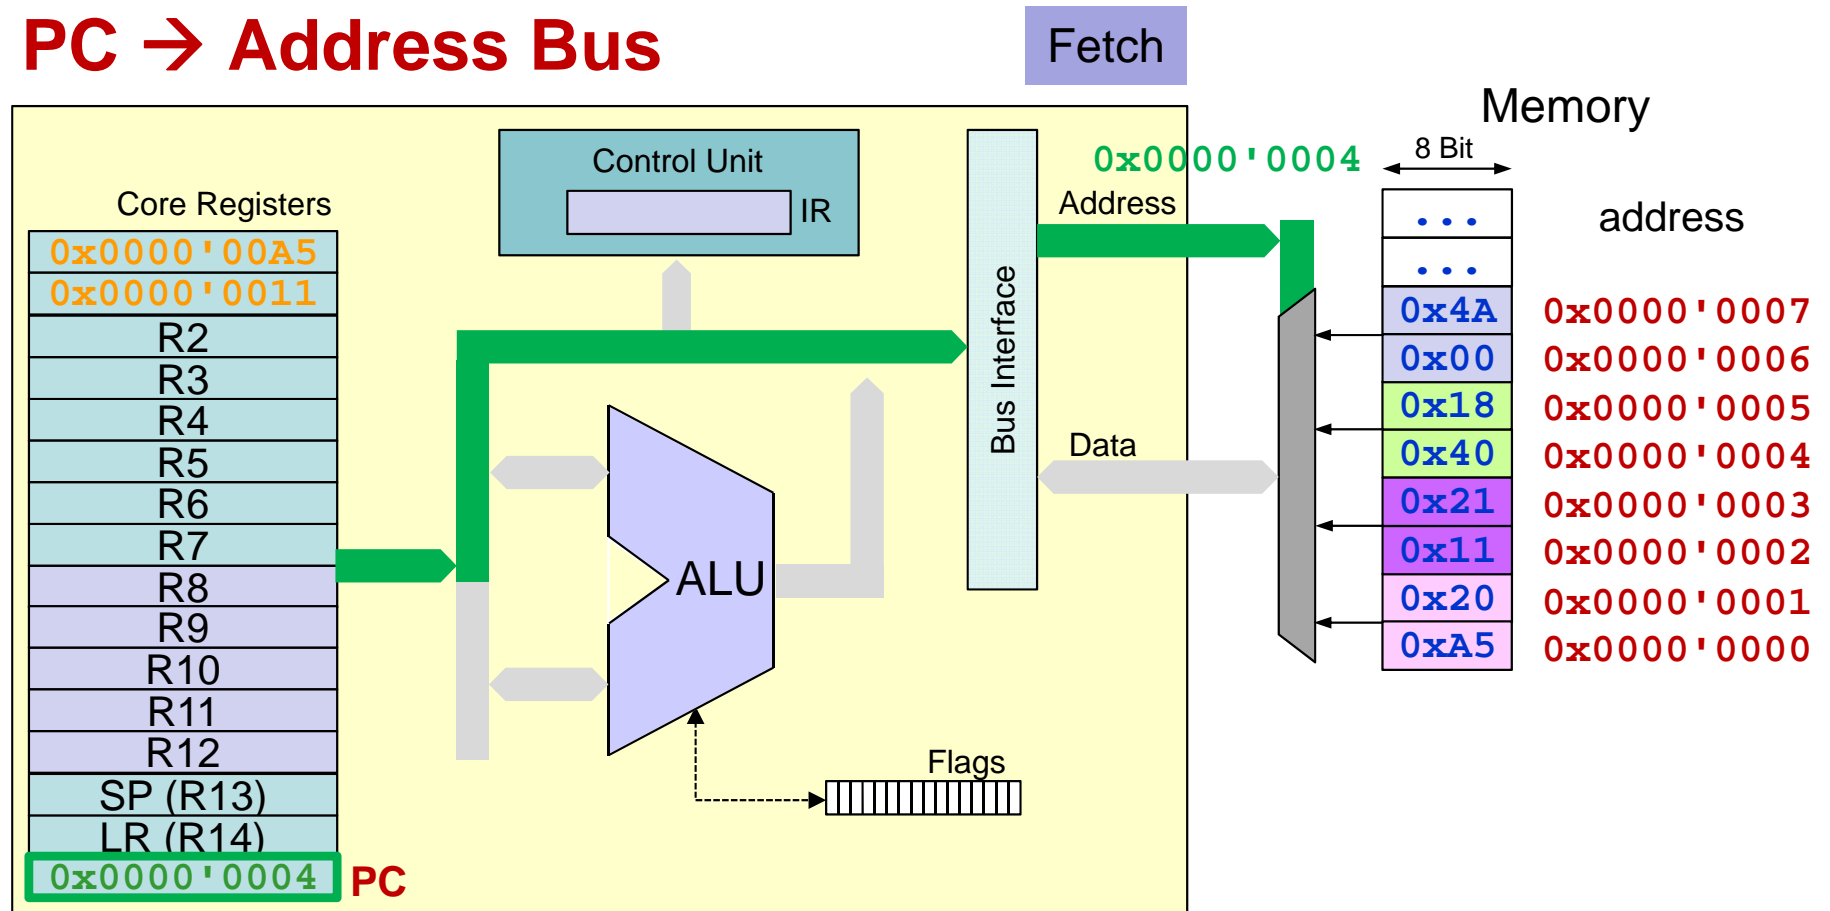 PC → Address Bus
Fetch
Memory
8 Bit
address
Control Unit
IR
Core Registers
0x0000'00A5
0x0000'0011
R2
R3
R4
R5
R6
R7
R8
R9
R10
R11
R12
SP (R13)
LR (R14)
0x0000'0004 PC
ALU
Flags
Bus Interface
0x0000'0004
Address
Data
...
...
0x4A 0x0000'0007
0x00 0x0000'0006
0x18 0x0000'0005
0x40 0x0000'0004
0x21 0x0000'0003
0x11 0x0000'0002
0x20 0x0000'0001
0xA5 0x0000'0000